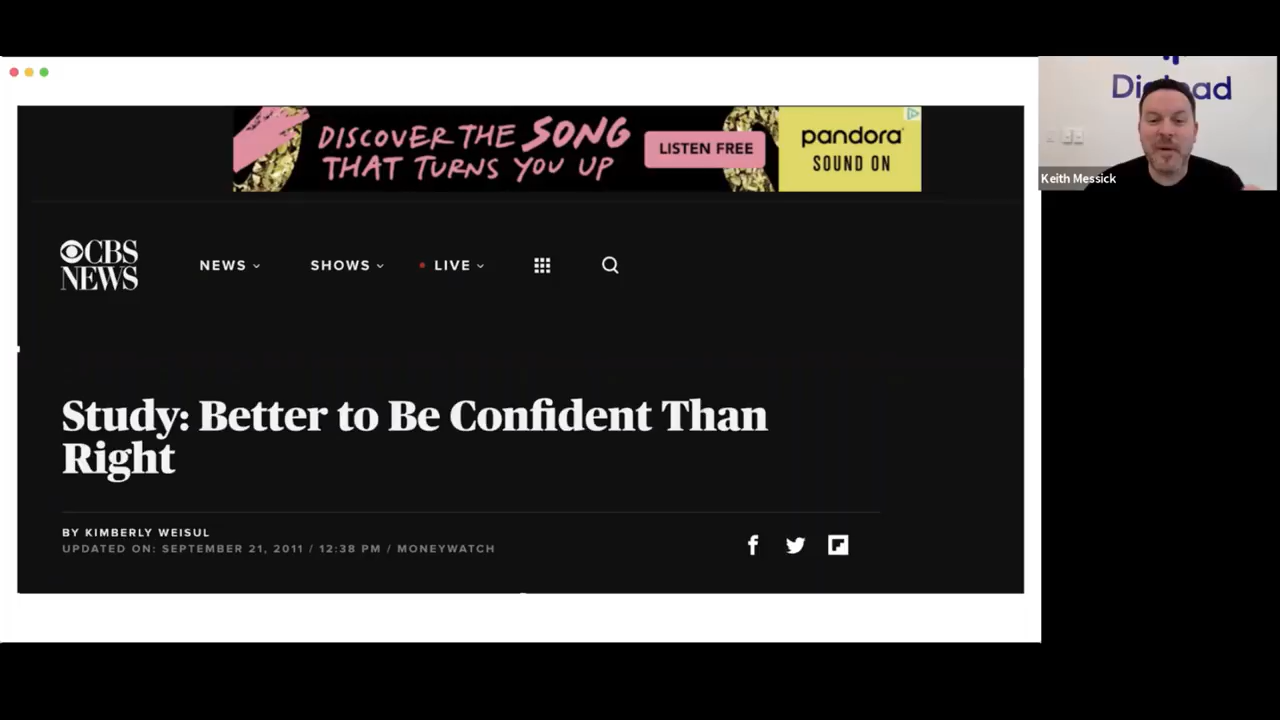 DISCOVER THE SONG
THAT TURNS YOU UP
LISTEN FREE
pandora
SOUND ON
Keith Messick
CBS
NEWS
NEWS
SHOWS
LIVE
Study: Better to Be Confident Than
Right
BY KIMBERLY WEISUL
UPDATED ON: SEPTEMBER 21, 2011 / 12:38 PM / MONEYWATCH